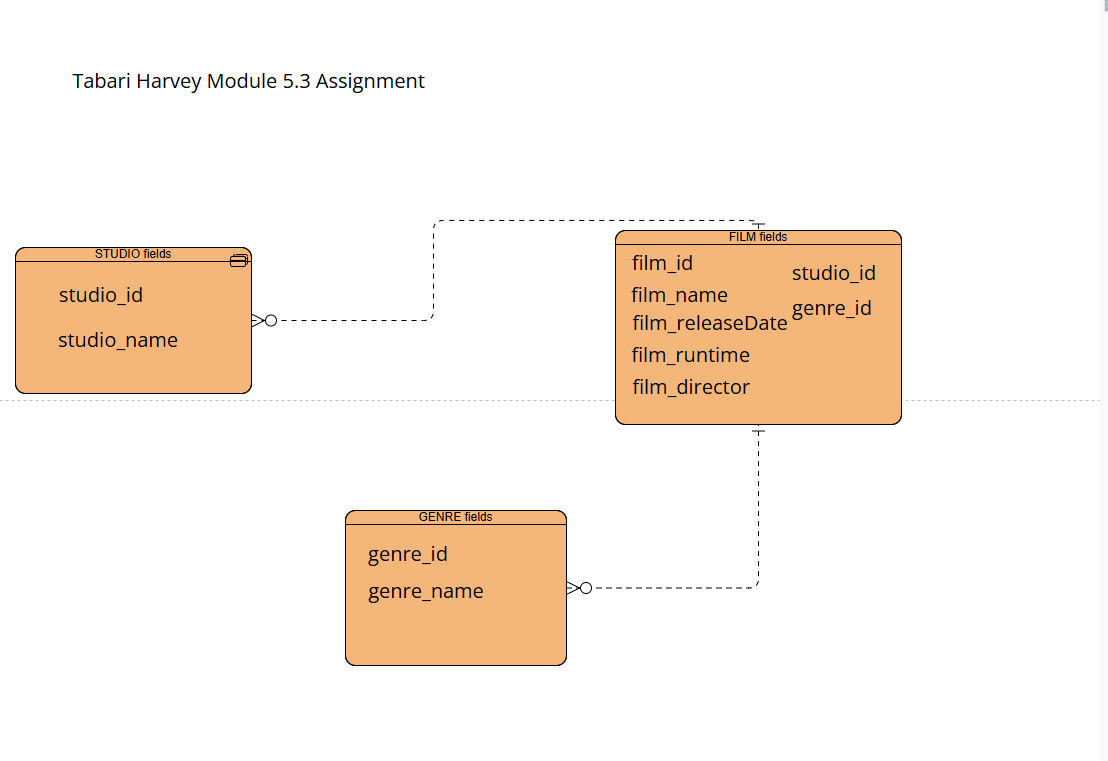 Tabari Harvey Module 5.3 Assignment
STUDIO fields
studio_id
studio_name
FILM fields
film_id
film_name
film_releaseDate
film_runtime
film_director
studio_id
genre_id
GENRE fields
genre_id
genre_name